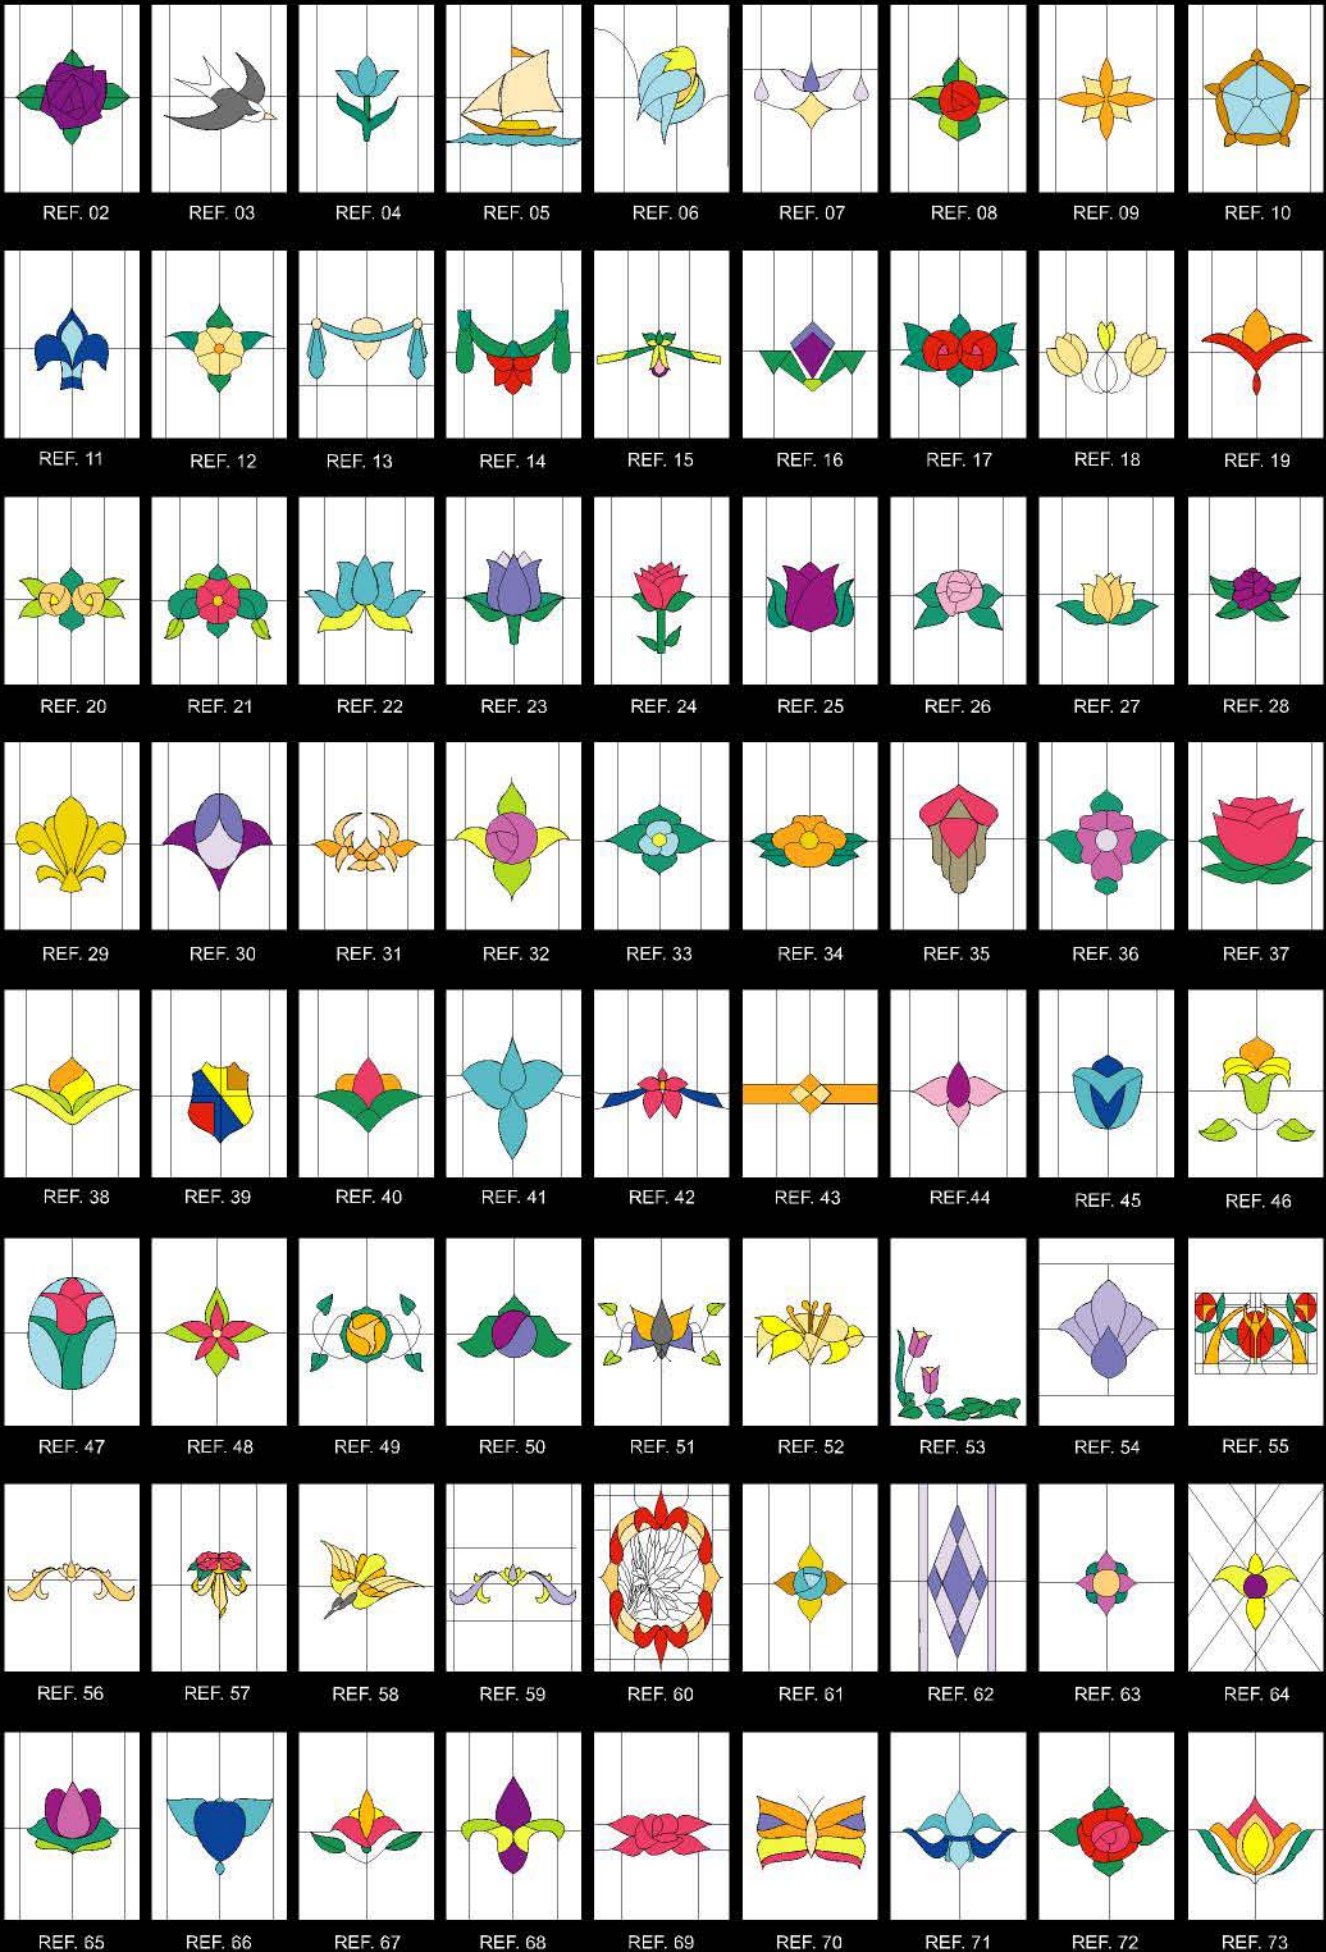 REF. 02 REF. 03 REF. 04 REF. 05 REF. 06 REF. 07 REF. 08 REF. 09 REF. 10
REF. 11 REF. 12 REF. 13 REF. 14 REF. 15 REF. 16 REF. 17 REF. 18 REF. 19
REF. 20 REF. 21 REF. 22 REF. 23 REF. 24 REF. 25 REF. 26 REF. 27 REF. 28
REF. 29 REF. 30 REF. 31 REF. 32 REF. 33 REF. 34 REF. 35 REF. 36 REF. 37
REF. 38 REF. 39 REF. 40 REF. 41 REF. 42 REF. 43 REF.44 REF. 45 REF. 46
REF. 47 REF. 48 REF. 49 REF. 50 REF. 51 REF. 52 REF. 53 REF. 54 REF. 55
REF. 56 REF. 57 REF. 58 REF. 59 REF. 60 REF. 61 REF. 62 REF. 63 REF. 64
REF. 65 REF. 66 REF. 67 REF. 68 REF. 69 REF. 70 REF. 71 REF. 72 REF. 73